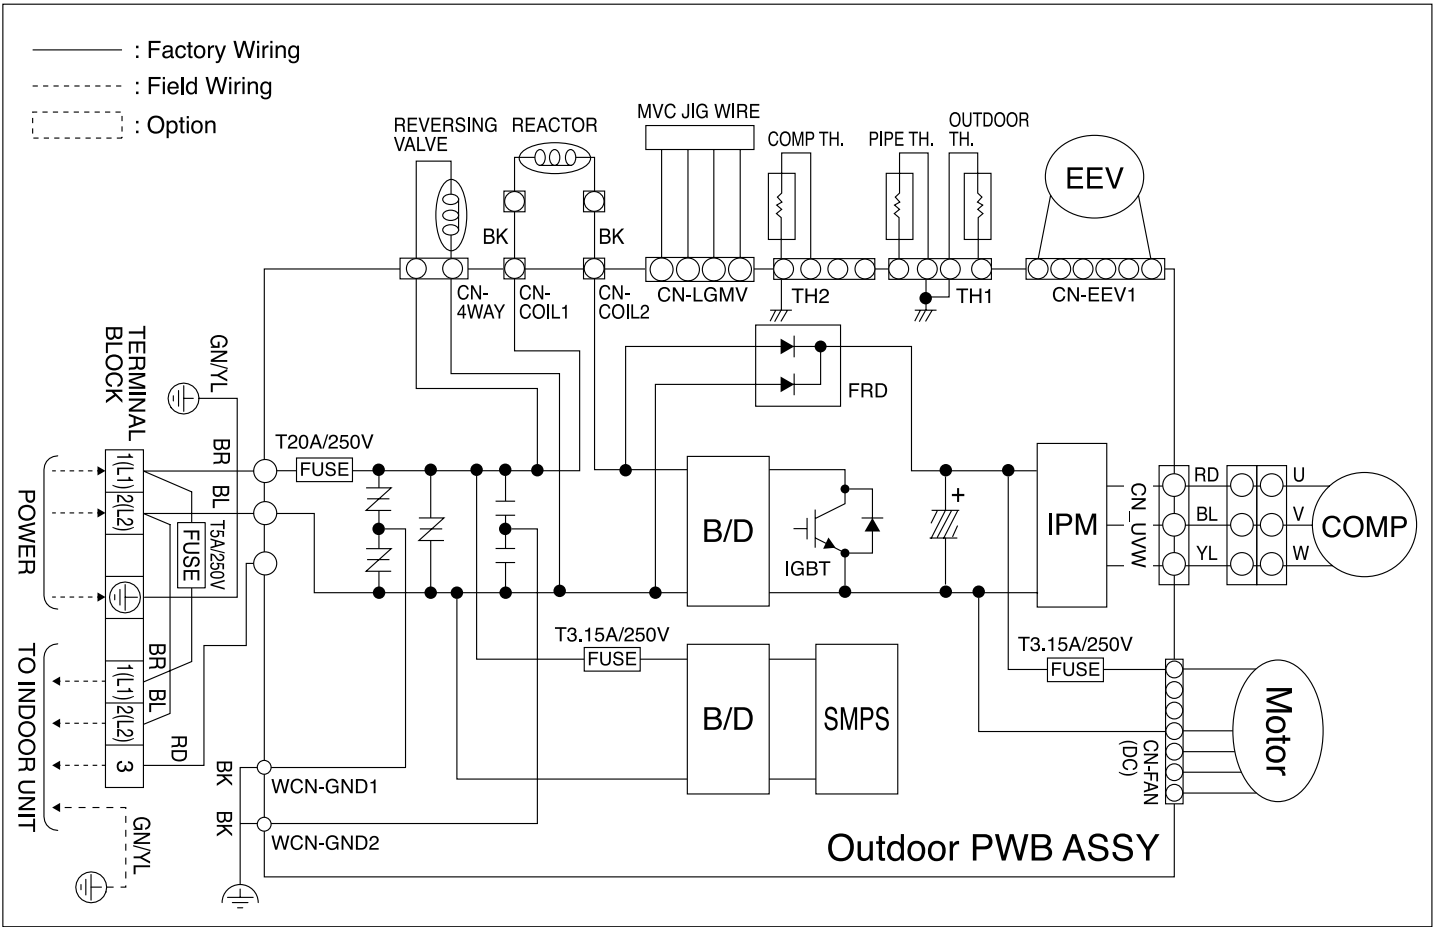 : Factory Wiring
: Field Wiring
: Option
REVERSING
VALVE
REACTOR
MVC JIG WIRE
COMP TH.
PIPE TH.
OUTDOOR
TH.
EEV
BK
BK
CN-
4WAY
CN-
COIL1
CN-
COIL2
CN-LGMV
TH2
TH1
CN-EEV1
TERMINAL
BLOCK
GN/YL
FRD
BR
T20A/250V
FUSE
BL
POWER
1(L1)
2(L2)
T5A/250V
FUSE
B/D
IGBT
+
IPM
CN_UVW
RD
BL
YL
U
V
W
COMP
TO INDOOR UNIT
1(L1)
2(L2)
3
BR
BL
RD
T3.15A/250V
FUSE
B/D
SMPS
T3.15A/250V
FUSE
CN-FAN
(DC)
Motor
BK
WCN-GND1
BK
WCN-GND2
GN/YL
Outdoor PWB ASSY